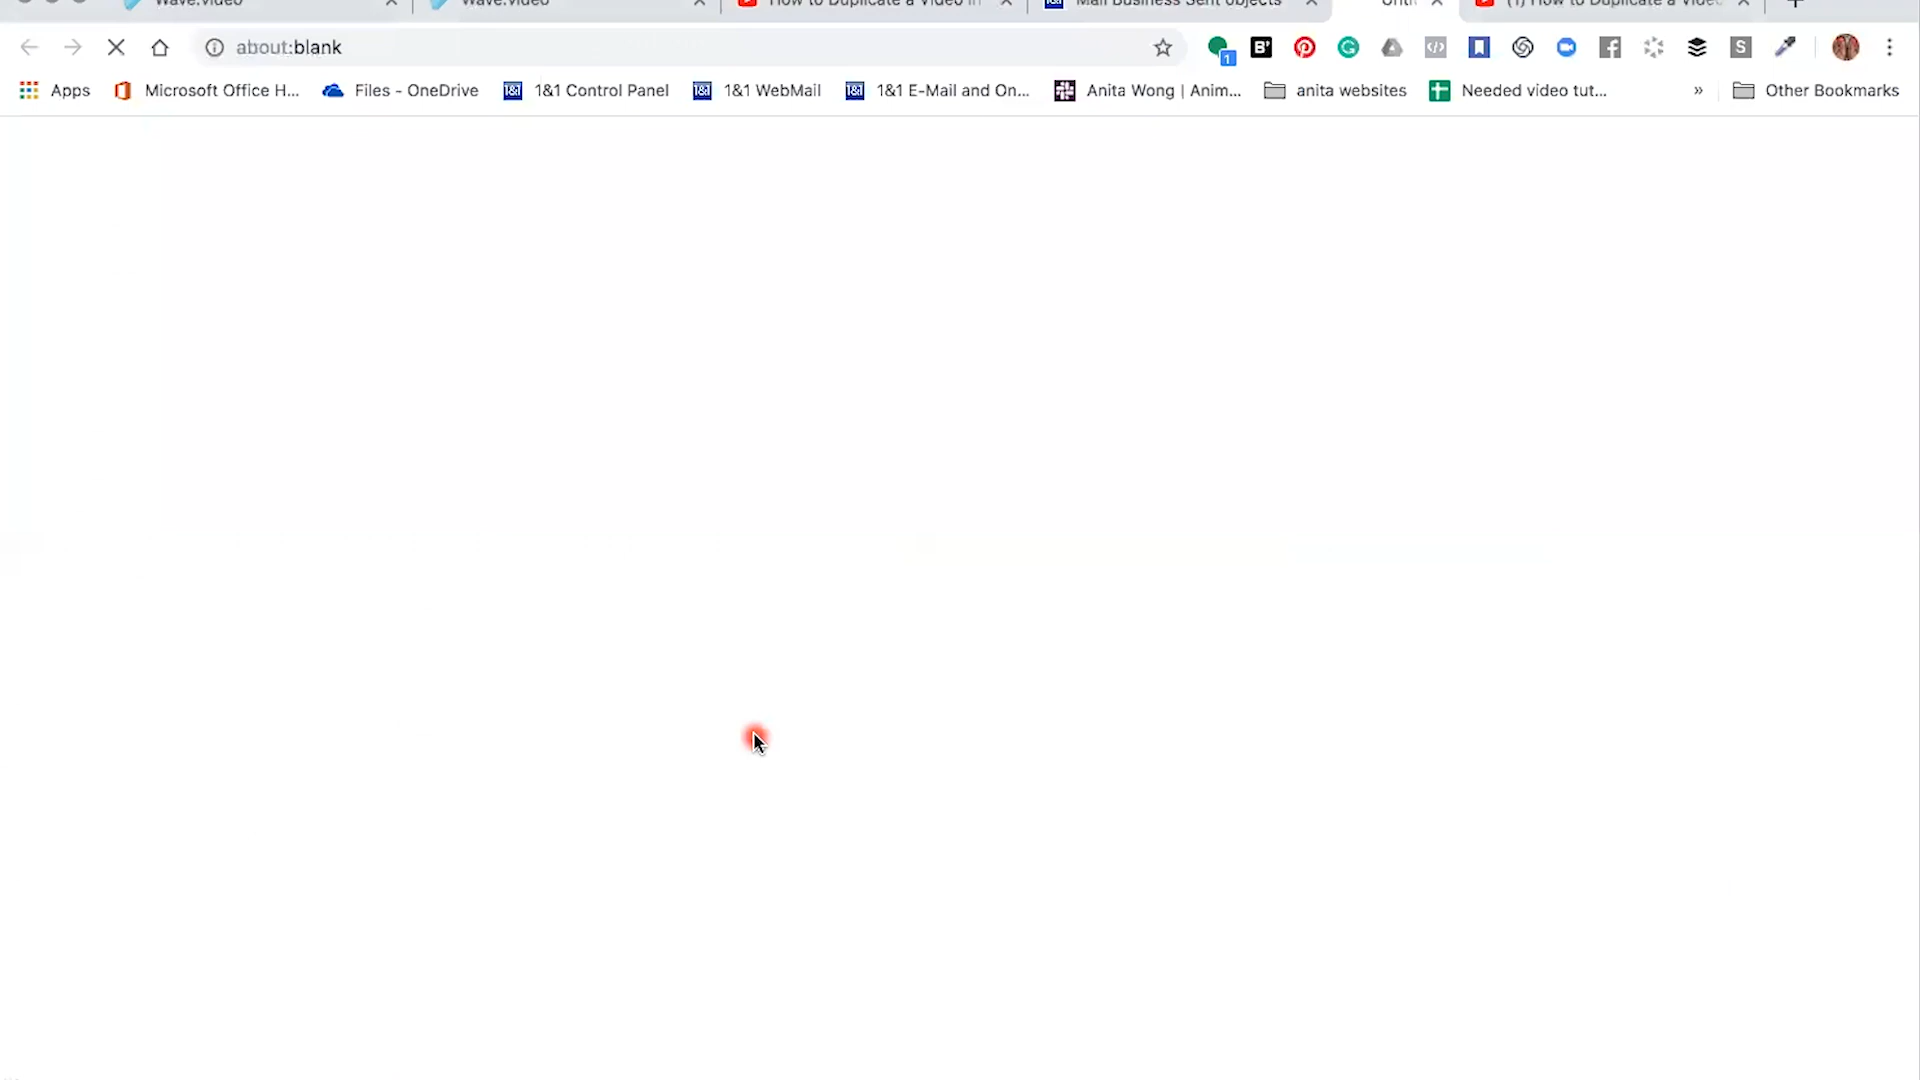 Wave.video
Wave.video
How to Duplicate a Video in
Mail Business Sent objects
Untit
(1) How to Duplicate a Video
about:blank
1
B'
S
Apps
Microsoft Office H...
Files - OneDrive
1&1 Control Panel
1&1 WebMail
1&1 E-Mail and On...
Anita Wong | Anim...
anita websites
Needed video tut...
»
Other Bookmarks